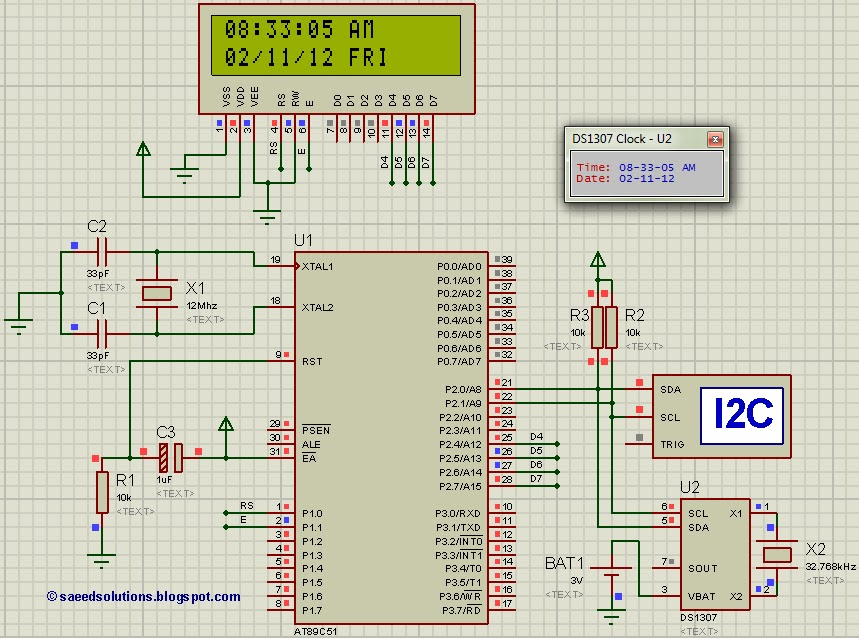 08:33:05 AM
02/11/12 FRI
VSS VDD VEE RS RW E D0 D1 D2 D3 D4 D5 D6 D7
1 2 3 4 5 6 7 8 9 10 11 12 13 14
RS E D4 D5 D6 D7
DS1307 Clock - U2
Time: 08-33-05 AM
Date: 02-11-12
C2
33pF
<TEXT>
X1
12Mhz
<TEXT>
C1
33pF
<TEXT>
U1
19 XTAL1
18 XTAL2
9 RST
29 PSEN
30 ALE
31 EA
1 P1.0
2 P1.1
3 P1.2
4 P1.3
5 P1.4
6 P1.5
7 P1.6
8 P1.7
RS
E
P0.0/AD0 39
P0.1/AD1 38
P0.2/AD2 37
P0.3/AD3 36
P0.4/AD4 35
P0.5/AD5 34
P0.6/AD6 33
P0.7/AD7 32
P2.0/A8 21
P2.1/A9 22
P2.2/A10 23
P2.3/A11 24
P2.4/A12 25 D4
P2.5/A13 26 D5
P2.6/A14 27 D6
P2.7/A15 28 D7
P3.0/RXD 10
P3.1/TXD 11
P3.2/INT0 12
P3.3/INT1 13
P3.4/T0 14
P3.5/T1 15
P3.6/WR 16
P3.7/RD 17
AT89C51
C3
1uF
<TEXT>
R1
10k
<TEXT>
R3
10k
<TEXT>
R2
10k
<TEXT>
SDA
SCL
TRIG
I2C
U2
6 SCL X1 1
5 SDA
7 SOUT
3 VBAT X2 2
DS1307
<TEXT>
BAT1
3V
<TEXT>
X2
32.768kHz
<TEXT>
©saeedsolutions.blogspot.com